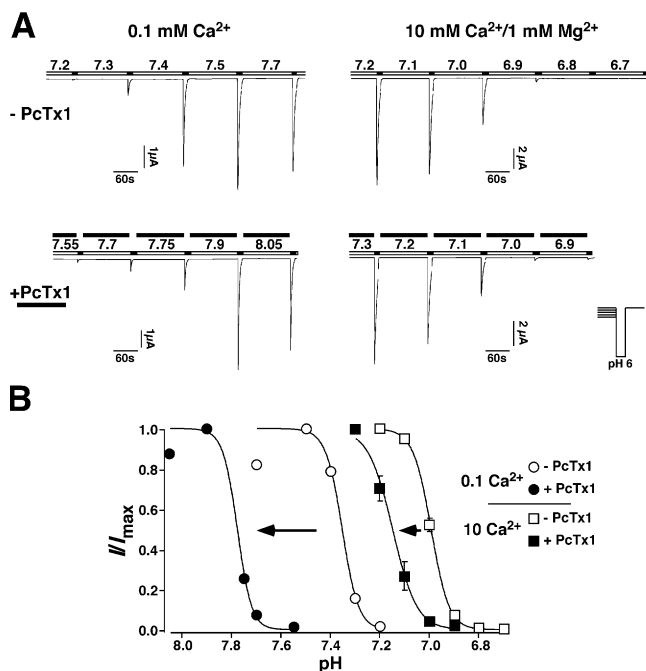 A
0.1 mM Ca2+
10 mM Ca2+/1 mM Mg2+
7.2 7.3 7.4 7.5 7.7
7.2 7.1 7.0 6.9 6.8 6.7
- PcTx1
1µA
60s
2 µA
60s
7.55 7.7 7.75 7.9 8.05
7.3 7.2 7.1 7.0 6.9
+PcTx1
1µA
60s
2 µA
60s
pH 6
B
I/Imax
1.0
0.8
0.6
0.4
0.2
0.0
8.0 7.8 7.6 7.4 7.2 7.0 6.8
pH
0.1 Ca2+
- PcTx1
+ PcTx1
10 Ca2+
- PcTx1
+ PcTx1